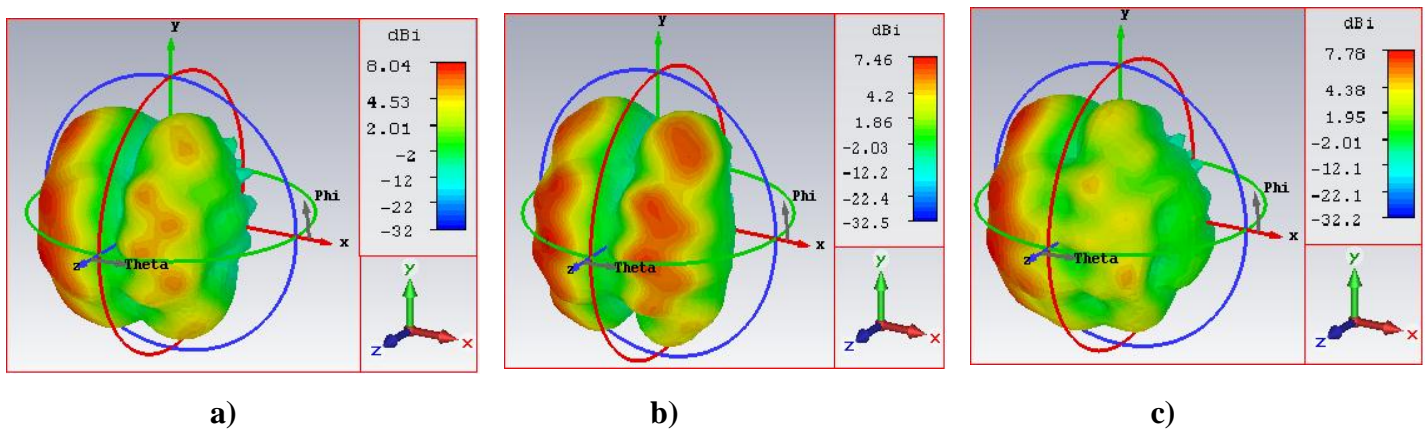 y
dBi
8.04
4.53
2.01
-2
-12
-22
-32
Phi
x
z
Theta
y
z
x
a)
y
dBi
7.46
4.2
1.86
-2.03
-12.2
-22.4
-32.5
Phi
x
z
Theta
y
z
x
b)
y
dBi
7.78
4.38
1.95
-2.01
-12.1
-22.1
-32.2
Phi
x
z
Theta
y
z
x
c)